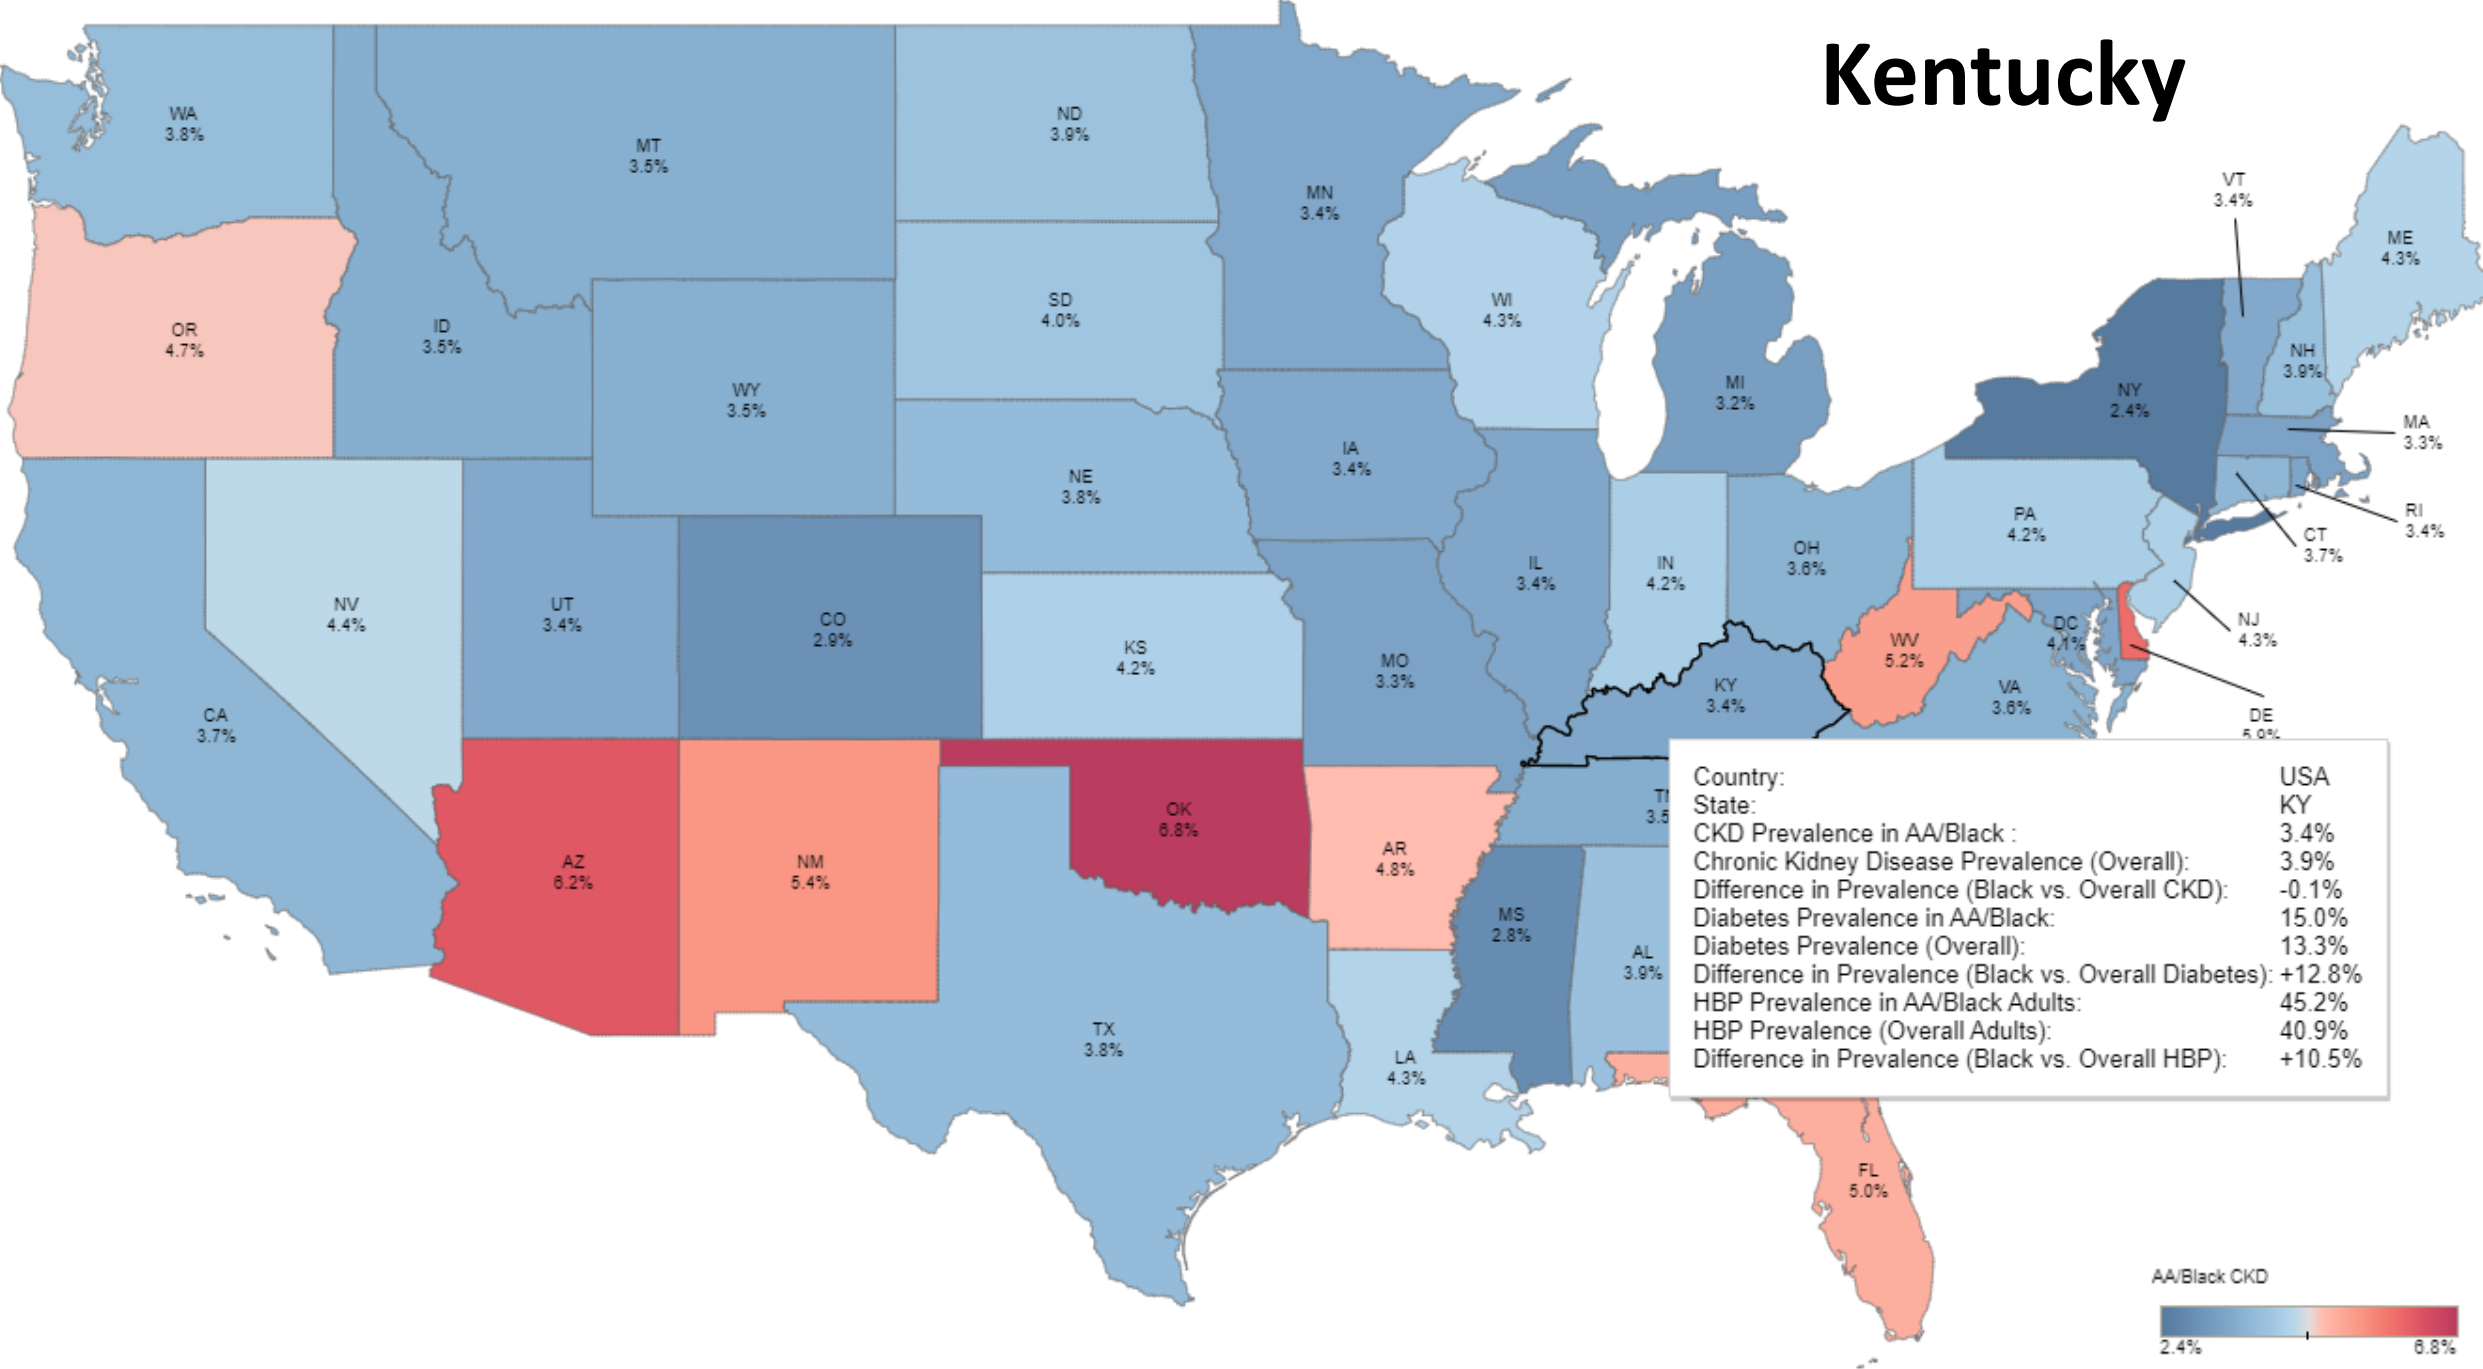 Kentucky
WA
3.8%
MT
3.5%
ND
3.9%
MN
3.4%
VT
3.4%
ME
4.3%
OR
4.7%
ID
3.5%
SD
4.0%
WI
4.3%
NH
3.9%
WY
3.5%
MI
3.2%
NY
2.4%
MA
3.3%
IA
3.4%
NE
3.8%
PA
4.2%
RI
3.4%
CT
3.7%
NV
4.4%
UT
3.4%
CO
2.9%
KS
4.2%
IL
3.4%
IN
4.2%
OH
3.6%
WV
5.2%
DC
4.1%
NJ
4.3%
MO
3.3%
KY
3.4%
VA
3.6%
CA
3.7%
DE
5.9%
AZ
6.2%
NM
5.4%
OK
6.8%
AR
4.8%
3.5
MS
2.8%
AL
3.9%
TX
3.8%
LA
4.3%
FL
5.0%
Country: USA
State: KY
CKD Prevalence in AA/Black : 3.4%
Chronic Kidney Disease Prevalence (Overall): 3.9%
Difference in Prevalence (Black vs. Overall CKD): -0.1%
Diabetes Prevalence in AA/Black: 15.0%
Diabetes Prevalence (Overall): 13.3%
Difference in Prevalence (Black vs. Overall Diabetes): +12.8%
HBP Prevalence in AA/Black Adults: 45.2%
HBP Prevalence (Overall Adults): 40.9%
Difference in Prevalence (Black vs. Overall HBP): +10.5%
AA/Black CKD
2.4% 6.8%